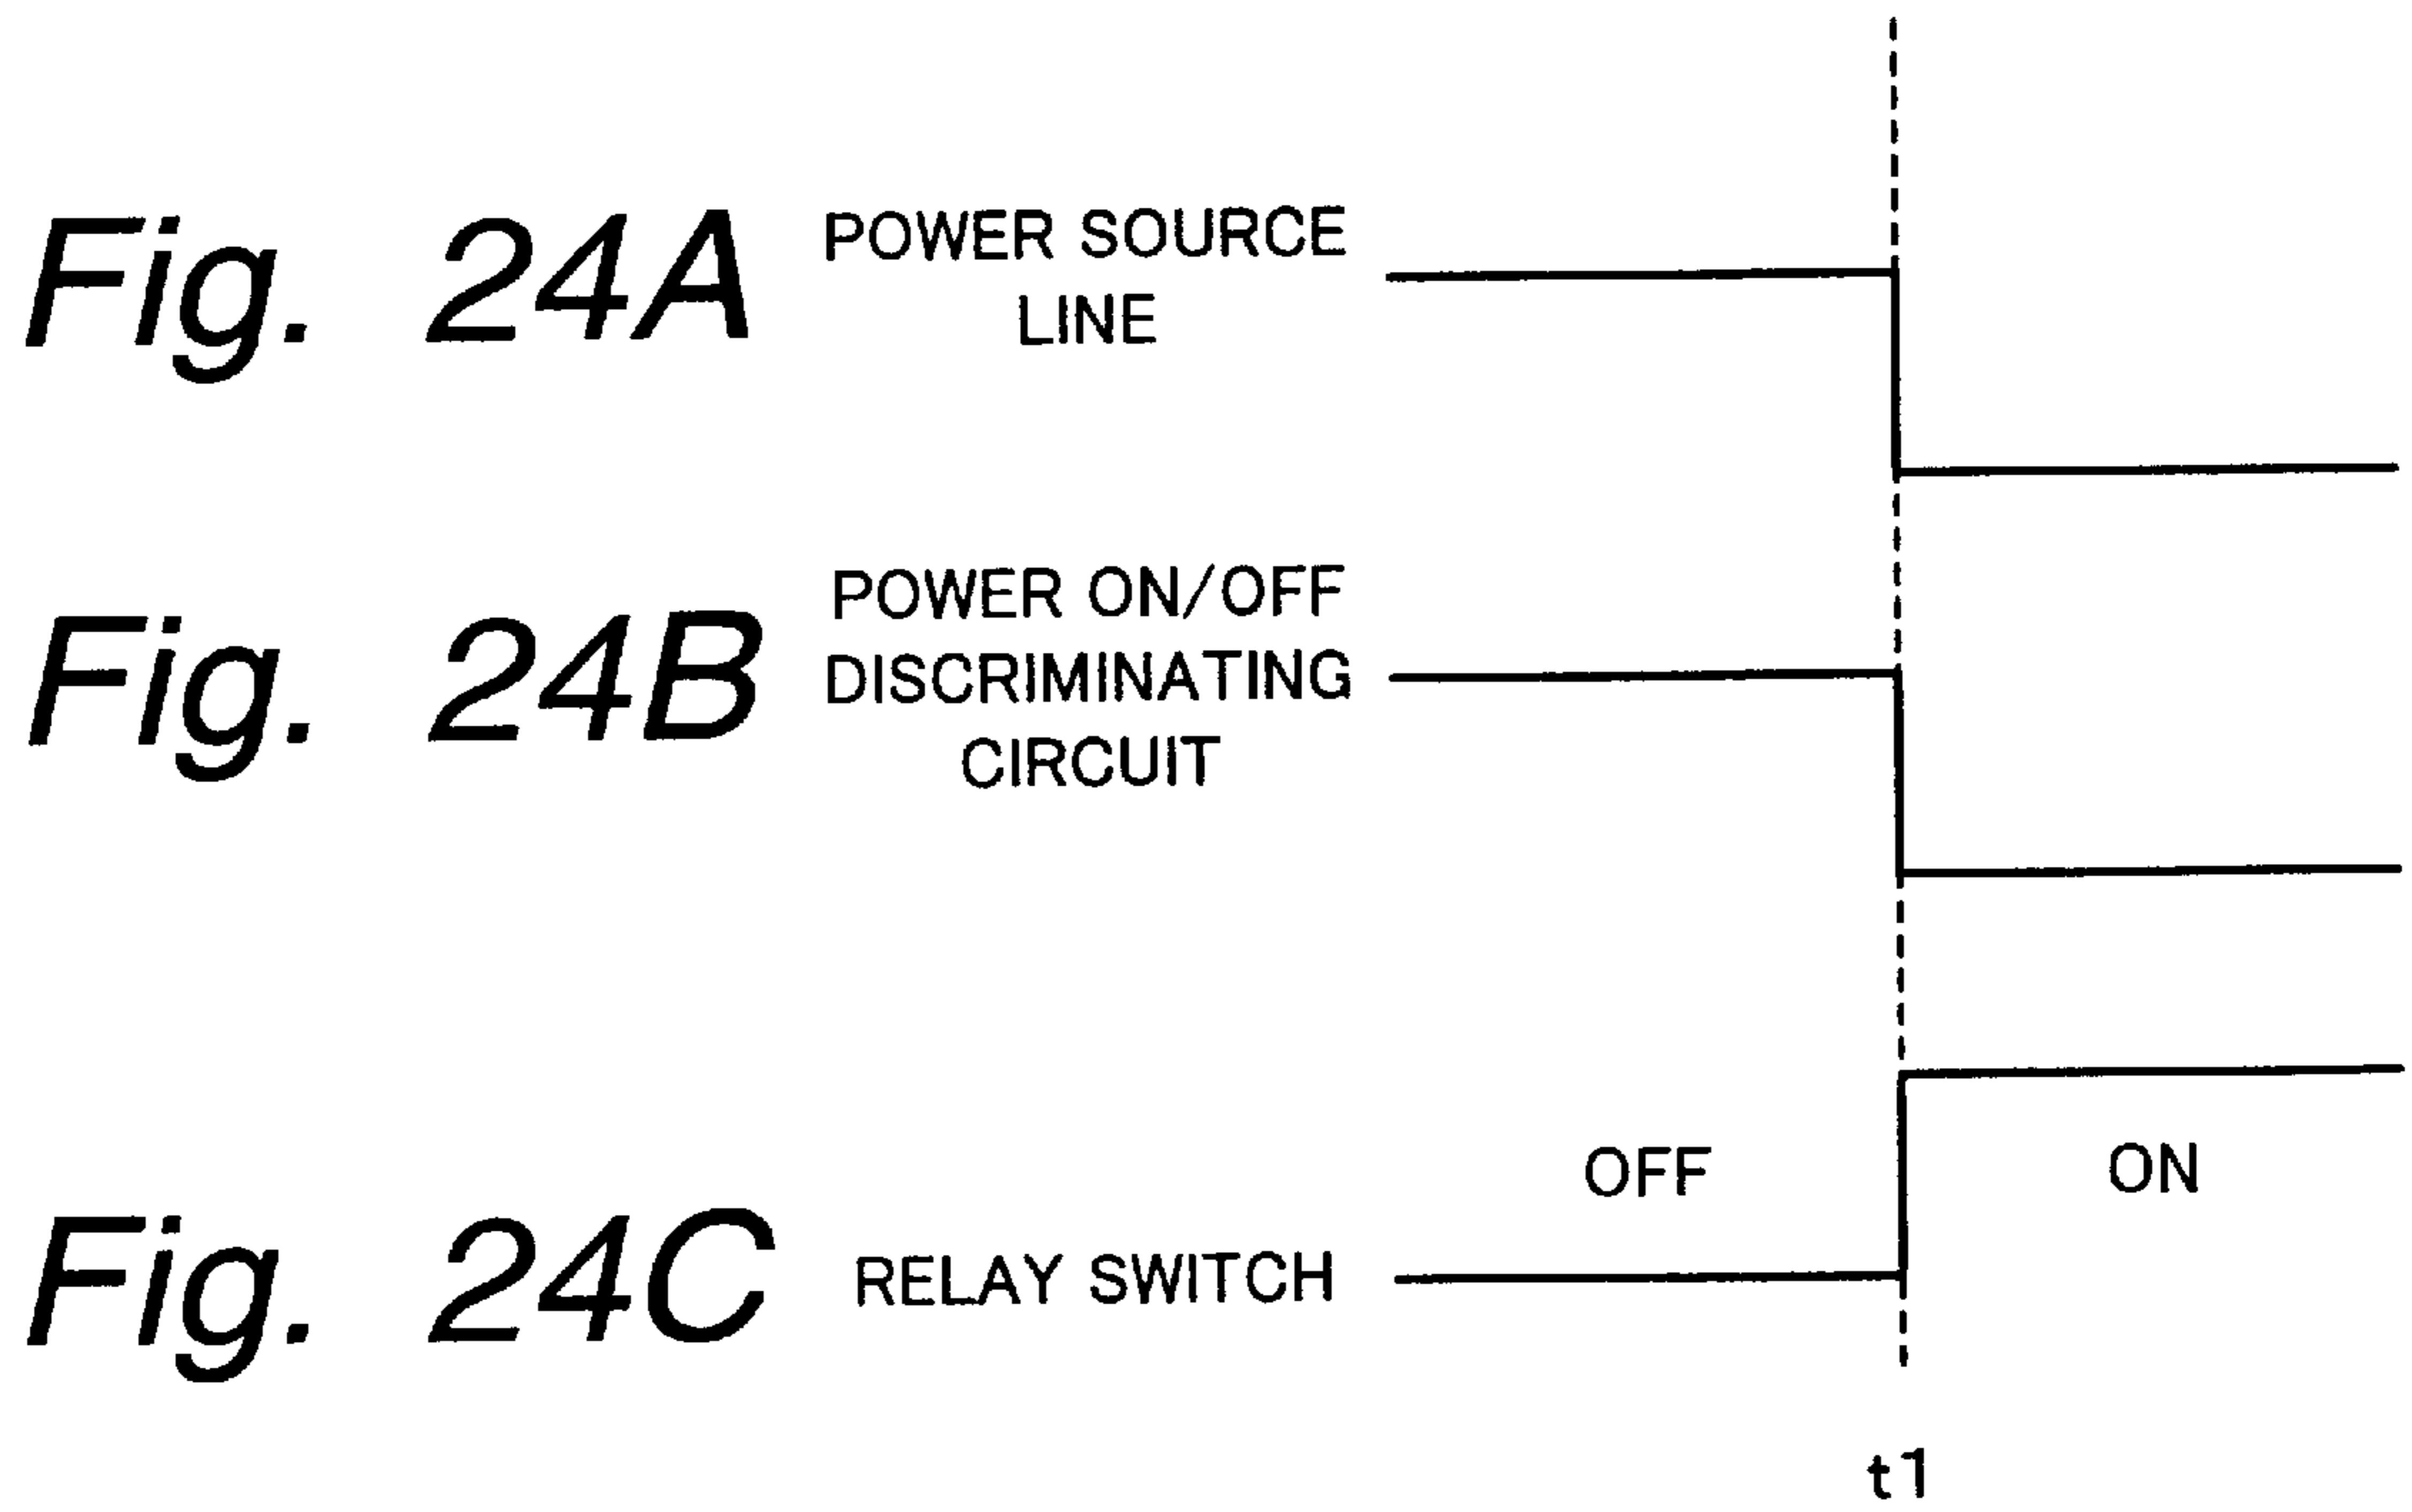 Fig. 24A
POWER SOURCE
LINE
Fig. 24B
POWER ON/OFF
DISCRIMINATING
CIRCUIT
Fig. 24C
RELAY SWITCH
OFF
ON
t1